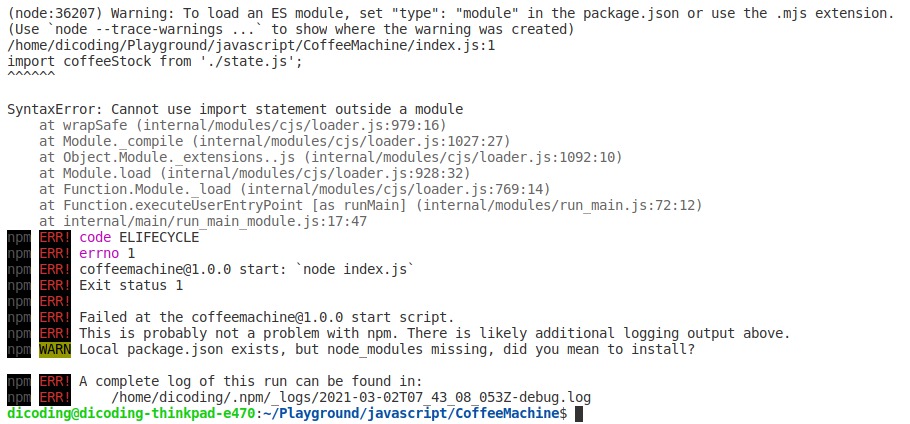 (node:36207) Warning: To load an ES module, set "type": "module" in the package.json or use the .mjs extension.
(Use `node --trace-warnings ...` to show where the warning was created)
/home/dicoding/Playground/javascript/CoffeeMachine/index.js:1
import coffeeStock from './state.js';
^^^^^^
SyntaxError: Cannot use import statement outside a module
    at wrapSafe (internal/modules/cjs/loader.js:979:16)
    at Module._compile (internal/modules/cjs/loader.js:1027:27)
    at Object.Module._extensions..js (internal/modules/cjs/loader.js:1092:10)
    at Module.load (internal/modules/cjs/loader.js:928:32)
    at Function.Module._load (internal/modules/cjs/loader.js:769:14)
    at Function.executeUserEntryPoint [as runMain] (internal/modules/run_main.js:72:12)
    at internal/main/run_main_module.js:17:47
npm ERR! code ELIFECYCLE
npm ERR! errno 1
npm ERR! coffeemachine@1.0.0 start: `node index.js`
npm ERR! Exit status 1
npm ERR!
npm ERR! Failed at the coffeemachine@1.0.0 start script.
npm ERR! This is probably not a problem with npm. There is likely additional logging output above.
npm WARN Local package.json exists, but node_modules missing, did you mean to install?
npm ERR! A complete log of this run can be found in:
npm ERR!     /home/dicoding/.npm/_logs/2021-03-02T07_43_08_053Z-debug.log
dicoding@dicoding-thinkpad-e470:~/Playground/javascript/CoffeeMachine$